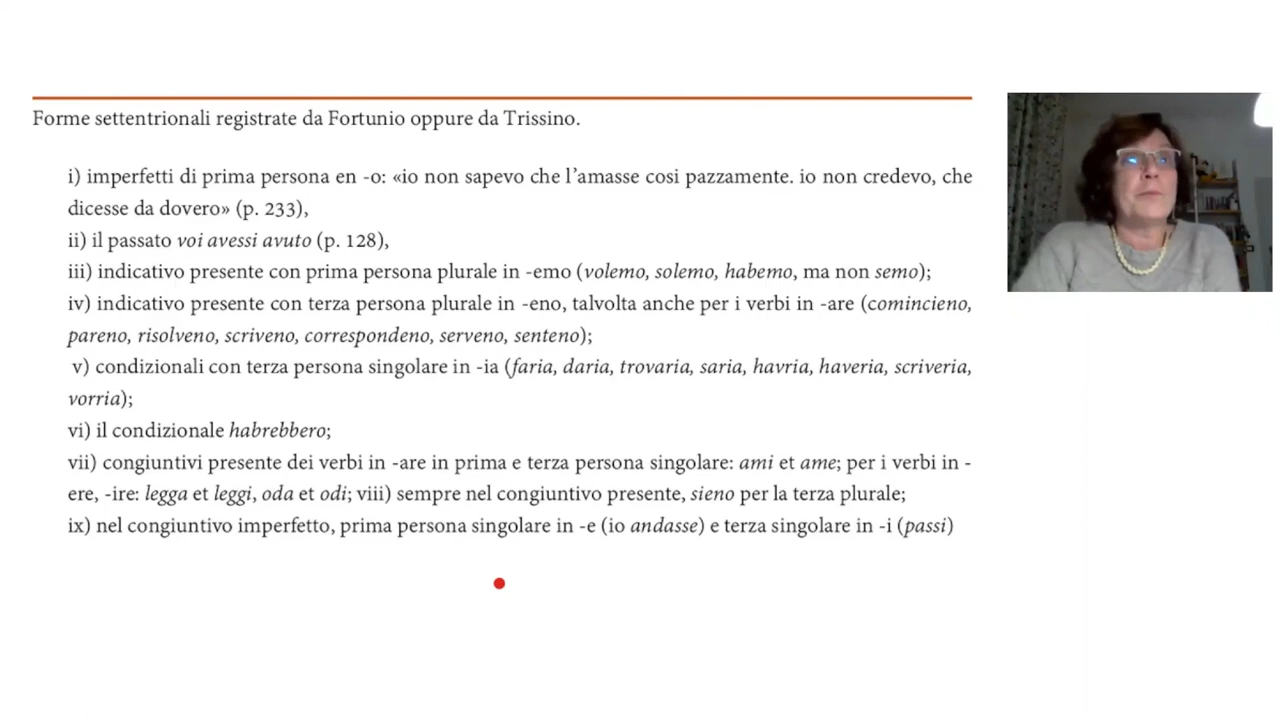 Forme settentrionali registrate da Fortunio oppure da Trissino.
i) imperfetti di prima persona en -o: «io non sapevo che l’amasse cosi pazzamente. io non credevo, che
dicesse da dovero» (p. 233),
ii) il passato voi avessi avuto (p. 128),
iii) indicativo presente con prima persona plurale in -emo (volemo, solemo, habemo, ma non semo);
iv) indicativo presente con terza persona plurale in -eno, talvolta anche per i verbi in -are (comincieno,
pareno, risolveno, scriveno, correspondeno, serveno, senteno);
v) condizionali con terza persona singolare in -ia (faria, daria, trovaria, saria, havria, haveria, scriveria,
vorria);
vi) il condizionale habrebbero;
vii) congiuntivi presente dei verbi in -are in prima e terza persona singolare: ami et ame; per i verbi in -
ere, -ire: legga et leggi, oda et odi; viii) sempre nel congiuntivo presente, sieno per la terza plurale;
ix) nel congiuntivo imperfetto, prima persona singolare in -e (io andasse) e terza singolare in -i (passi)